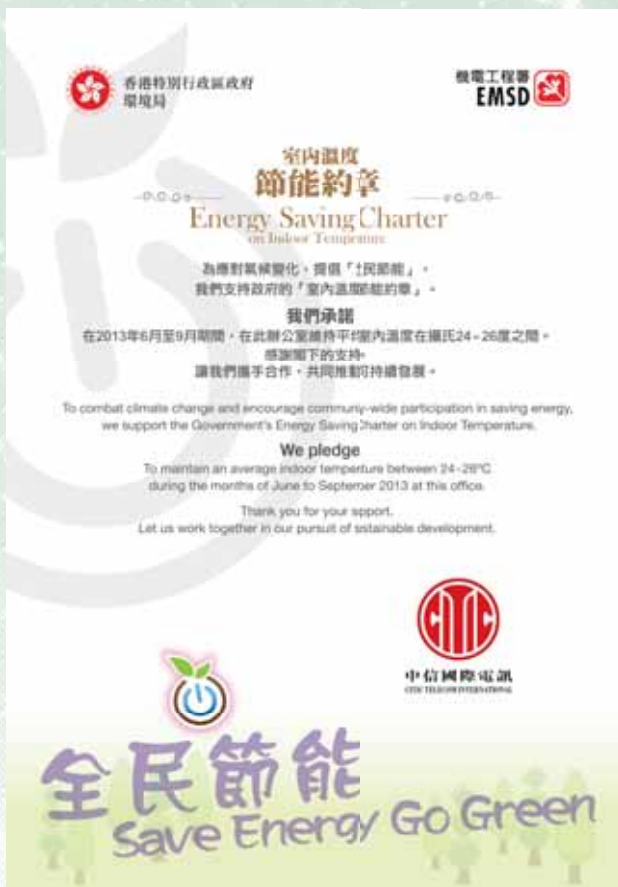 香港特別行政區政府
環境局
機電工程署
EMSD
室內溫度
節能約章
Energy Saving Charter
on Indoor Temperature
為應對氣候變化，提倡「全民節能」，
我們支持政府的「室內溫度節能約章」。
我們承諾
在2013年6月至9月期間，在此辦公室維持平均室內溫度在攝氏24-26度之間。
感謝閣下的支持。
讓我們攜手合作，共同推動可持續發展。
To combat climate change and encourage communy-wide participation in saving energy,
we support the Government's Energy Saving Charter on Indoor Temperature.
We pledge
To maintain an average indoor temperture between 24-26°C
during the months of June to Septemer 2013 at this office.
Thank you for your spport.
Let us work together in our pursuit of sstainable development.
中信國際電訊
CITIC TELECOM INTERNATIONAL
全民節能
Save Energy Go Green